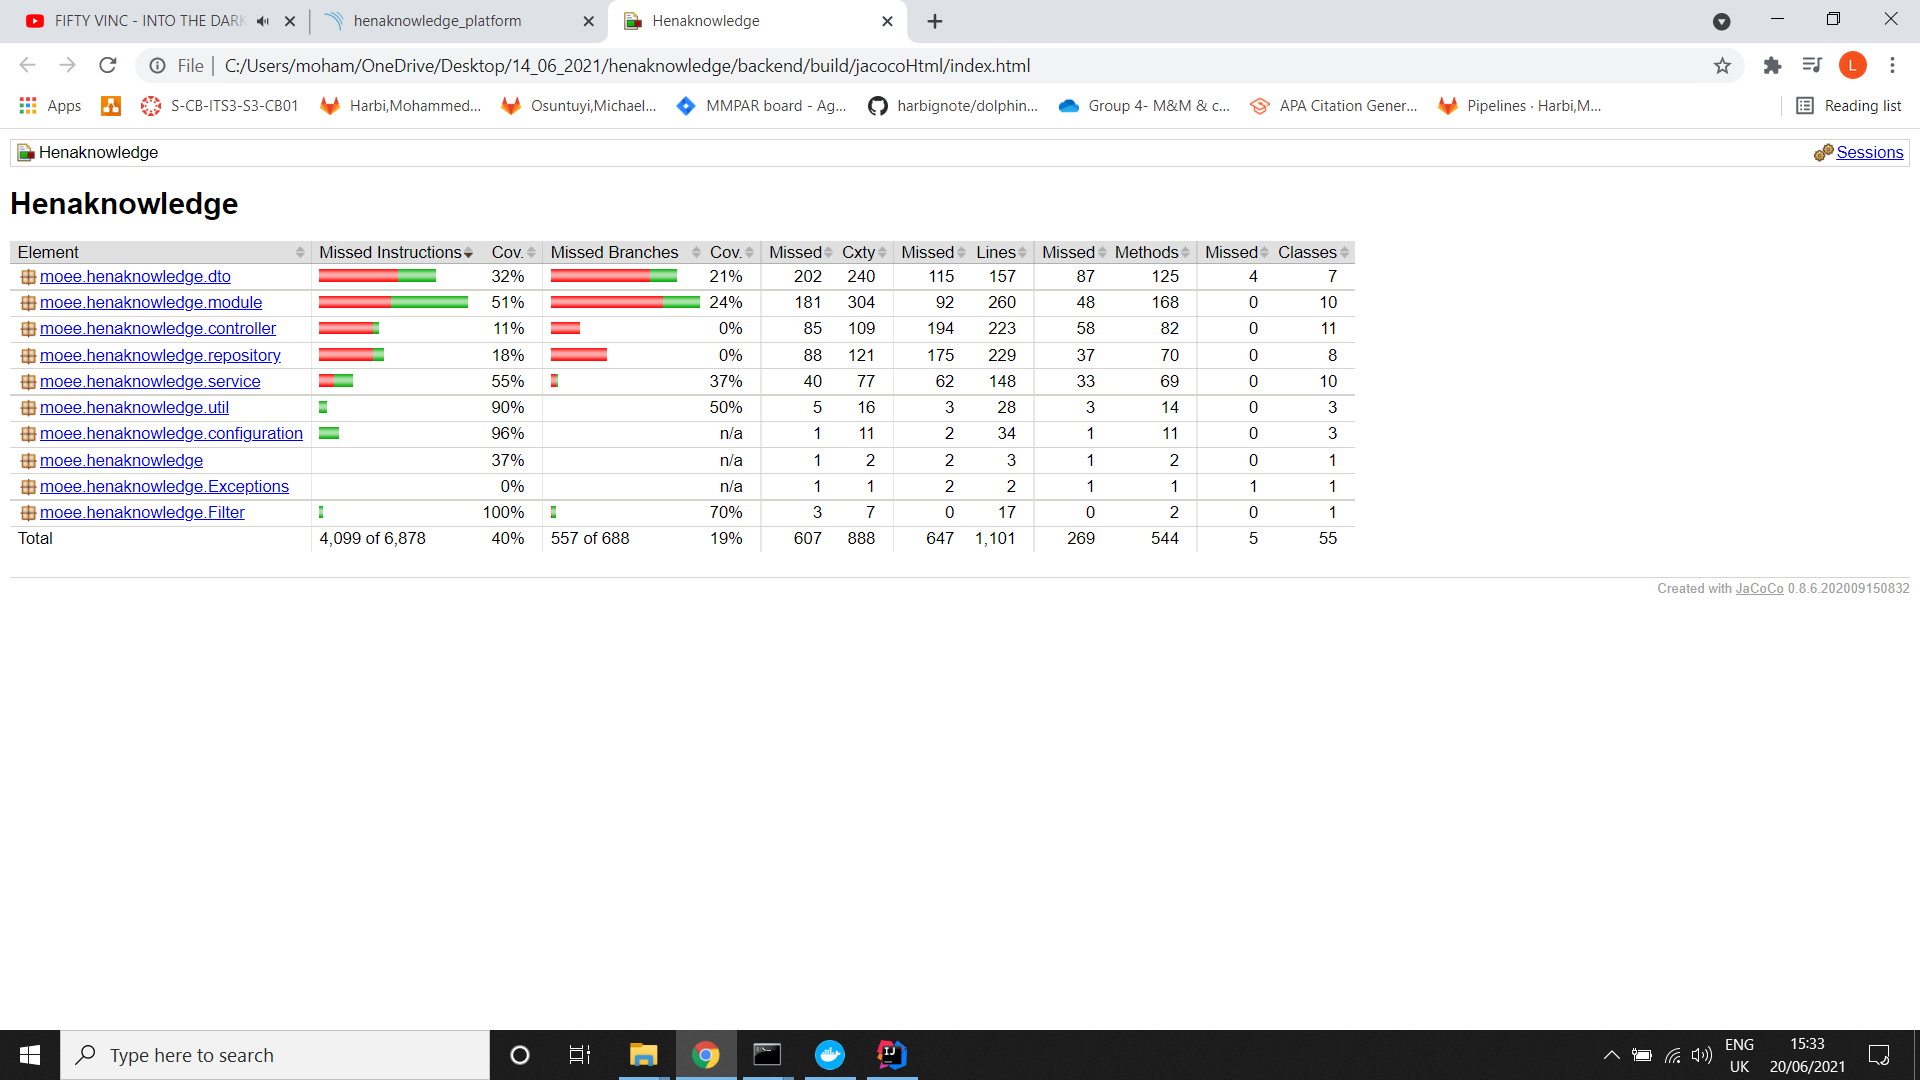 FIFTY VINC - INTO THE DARK
henaknowledge_platform
Henaknowledge
File
C:/Users/moham/OneDrive/Desktop/14_06_2021/henaknowledge/backend/build/jacocoHtml/index.html
L
Apps
S-CB-ITS3-S3-CB01
Harbi,Mohammed...
Osuntuyi,Michael...
MMPAR board - Ag...
harbignote/dolphin...
Group 4- M&M & c...
APA Citation Gener...
Pipelines · Harbi,M...
Reading list
Henaknowledge
Sessions
Henaknowledge
Element Missed Instructions Cov. Missed Branches Cov. Missed Cxty Missed Lines Missed Methods Missed Classes
moee.henaknowledge.dto 32% 21% 202 240 115 157 87 125 4 7
moee.henaknowledge.module 51% 24% 181 304 92 260 48 168 0 10
moee.henaknowledge.controller 11% 0% 85 109 194 223 58 82 0 11
moee.henaknowledge.repository 18% 0% 88 121 175 229 37 70 0 8
moee.henaknowledge.service 55% 37% 40 77 62 148 33 69 0 10
moee.henaknowledge.util 90% 50% 5 16 3 28 3 14 0 3
moee.henaknowledge.configuration 96% n/a 1 11 2 34 1 11 0 3
moee.henaknowledge 37% n/a 1 2 2 3 1 2 0 1
moee.henaknowledge.Exceptions 0% n/a 1 1 2 2 1 1 1 1
moee.henaknowledge.Filter 100% 70% 3 7 0 17 0 2 0 1
Total 4,099 of 6,878 40% 557 of 688 19% 607 888 647 1,101 269 544 5 55
Created with JaCoCo 0.8.6.202009150832
Type here to search
IJ
ENG
UK
15:33
20/06/2021